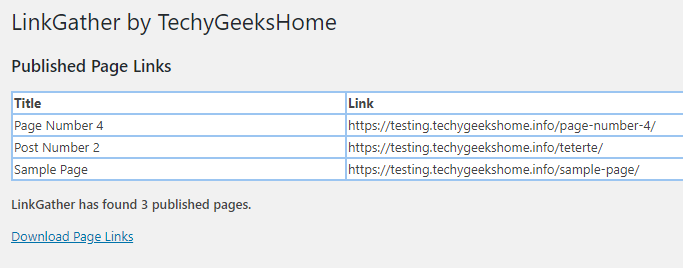 LinkGather by TechyGeeksHome
Published Page Links
Title Link
Page Number 4 https://testing.techygeekshome.info/page-number-4/
Post Number 2 https://testing.techygeekshome.info/teterte/
Sample Page https://testing.techygeekshome.info/sample-page/
LinkGather has found 3 published pages.
Download Page Links